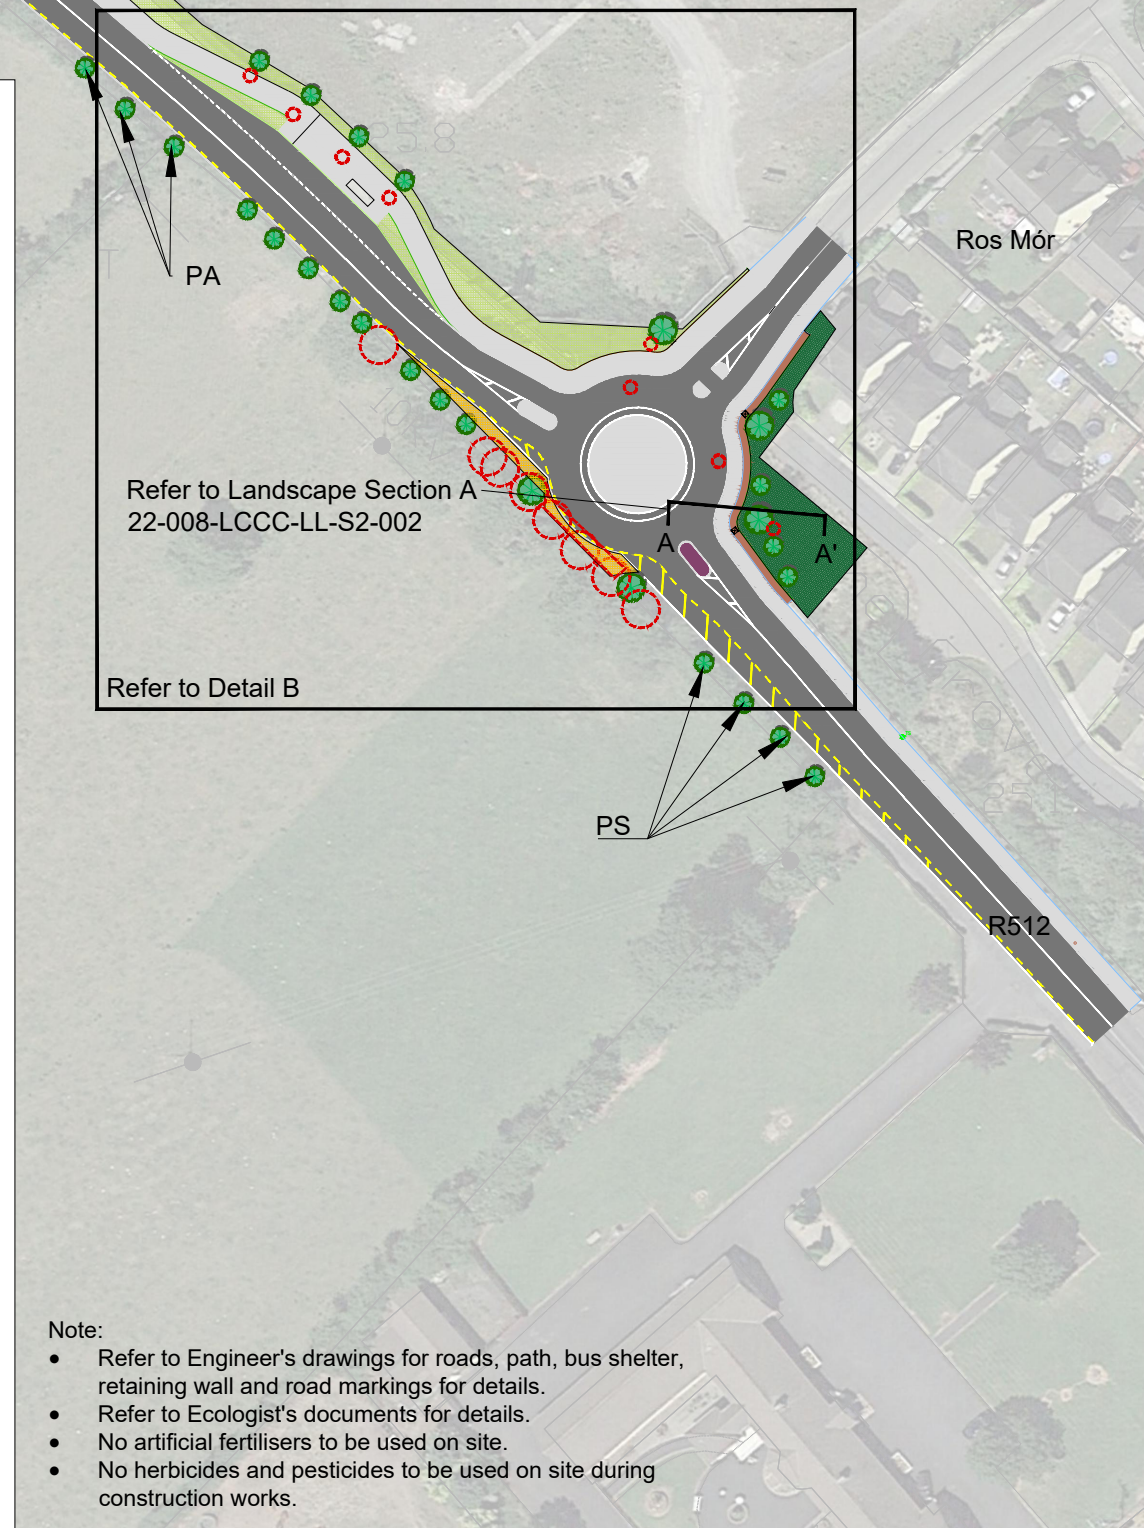 Ros Mór
PA
Refer to Landscape Section A
22-008-LCCC-LL-S2-002
A
A'
Refer to Detail B
PS
R512
Note:
• Refer to Engineer's drawings for roads, path, bus shelter,
retaining wall and road markings for details.
• Refer to Ecologist's documents for details.
• No artificial fertilisers to be used on site.
• No herbicides and pesticides to be used on site during
construction works.